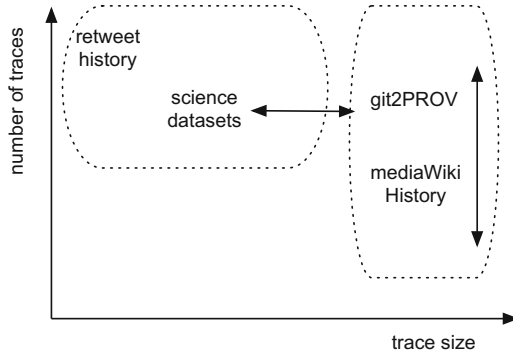 number of traces
retweet
history
science
datasets
git2PROV
mediaWiki
History
trace size